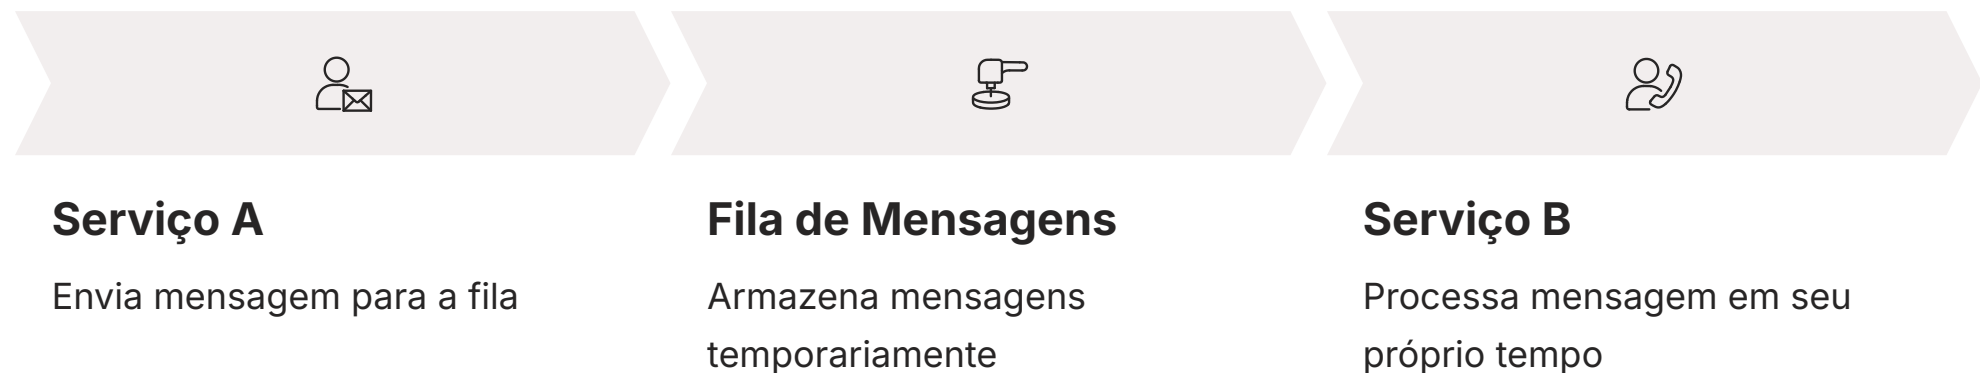 Serviço A
Envia mensagem para a fila
Fila de Mensagens
Armazena mensagens
temporariamente
Serviço B
Processa mensagem em seu
próprio tempo